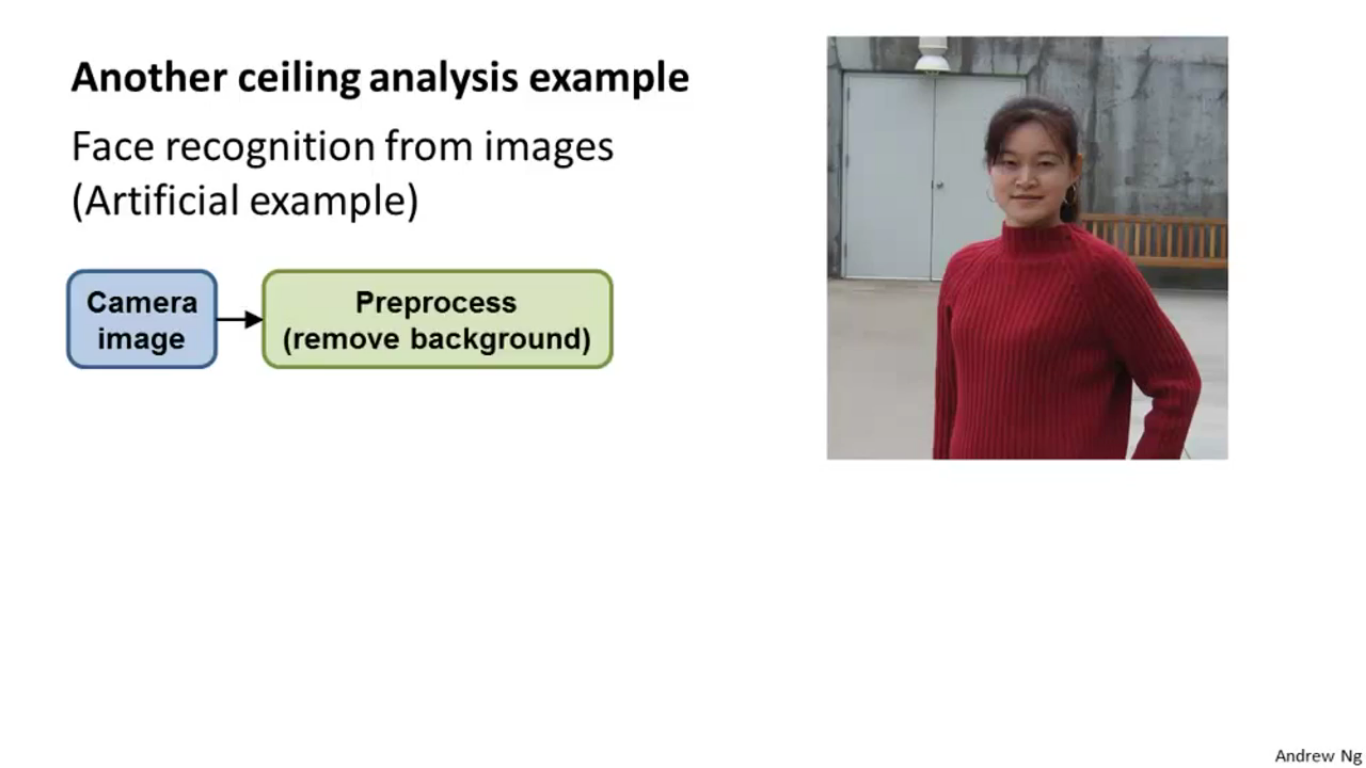 Another ceiling analysis example
Face recognition from images
(Artificial example)
Camera
image
Preprocess
(remove background)
Andrew Ng